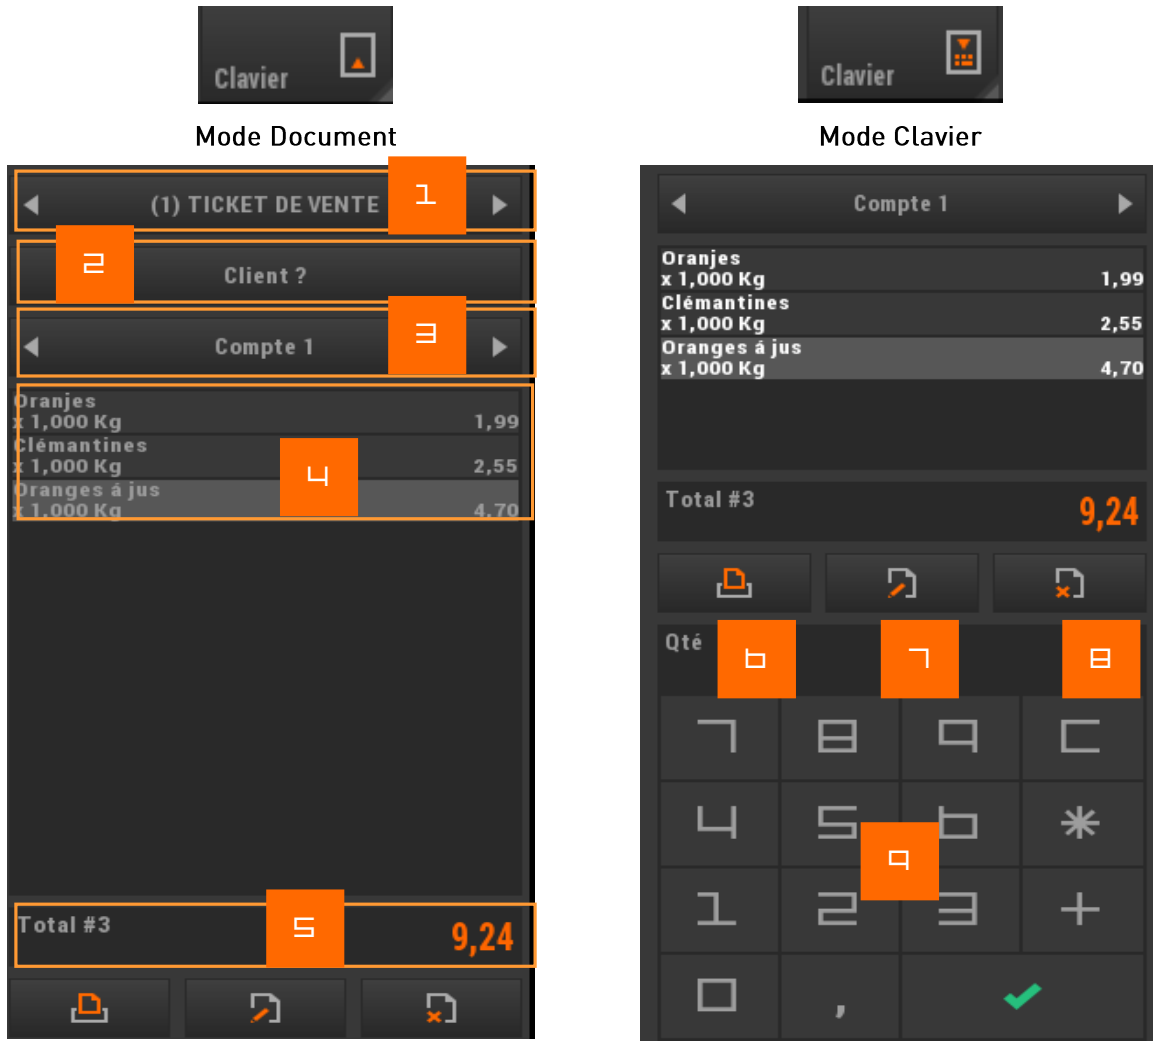 Clavier
Mode Document
(1) TICKET DE VENTE
1
2
Client ?
3
Compte 1
Oranjes
x 1,000 Kg 1,99
Clémantines
x 1,000 Kg 2,55
4
Oranges á jus
x 1,000 Kg 4,70
Total #3
5
9,24
Clavier
Mode Clavier
Compte 1
Oranjes
x 1,000 Kg 1,99
Clémantines
x 1,000 Kg 2,55
Oranges á jus
x 1,000 Kg 4,70
Total #3
9,24
Qté
6 7 8
7 8 9 C
4 5 6 *
9
1 2 3 +
0 ,